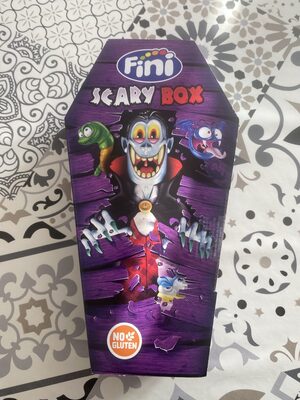 Fini
SCARY BOX
NO
GLUTEN